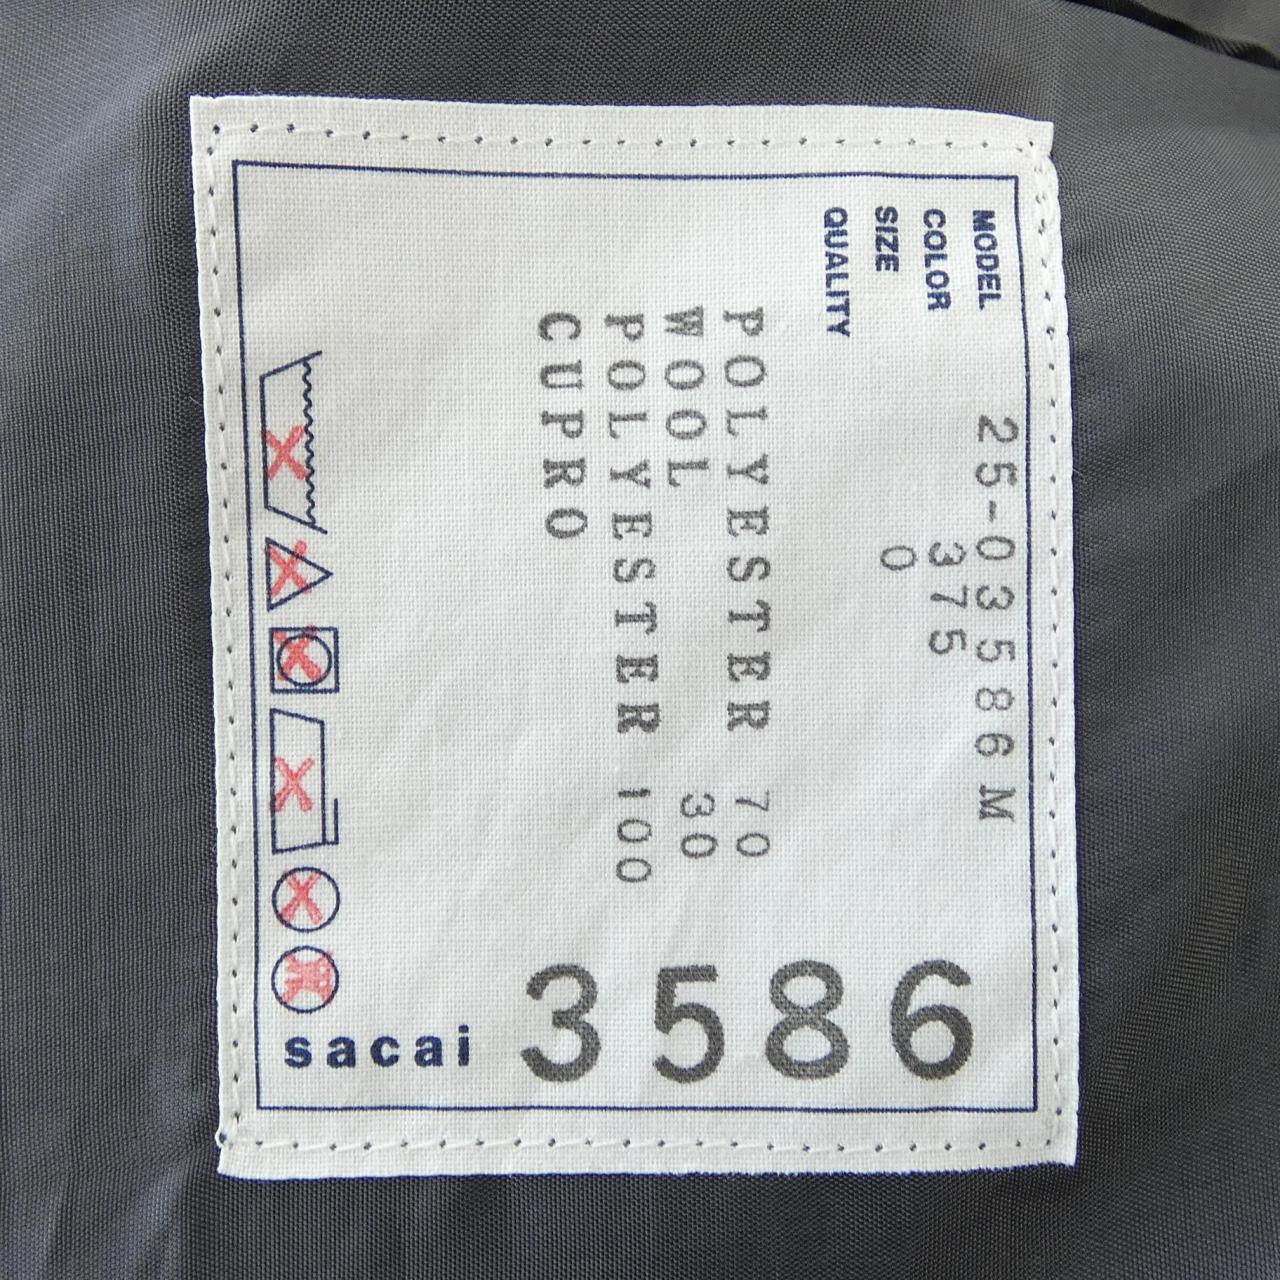 MODEL 25-03586M
COLOR 375
SIZE 0
QUALITY
POLYESTER 70
WOOL 30
POLYESTER 100
CUPRO
3586
sacai